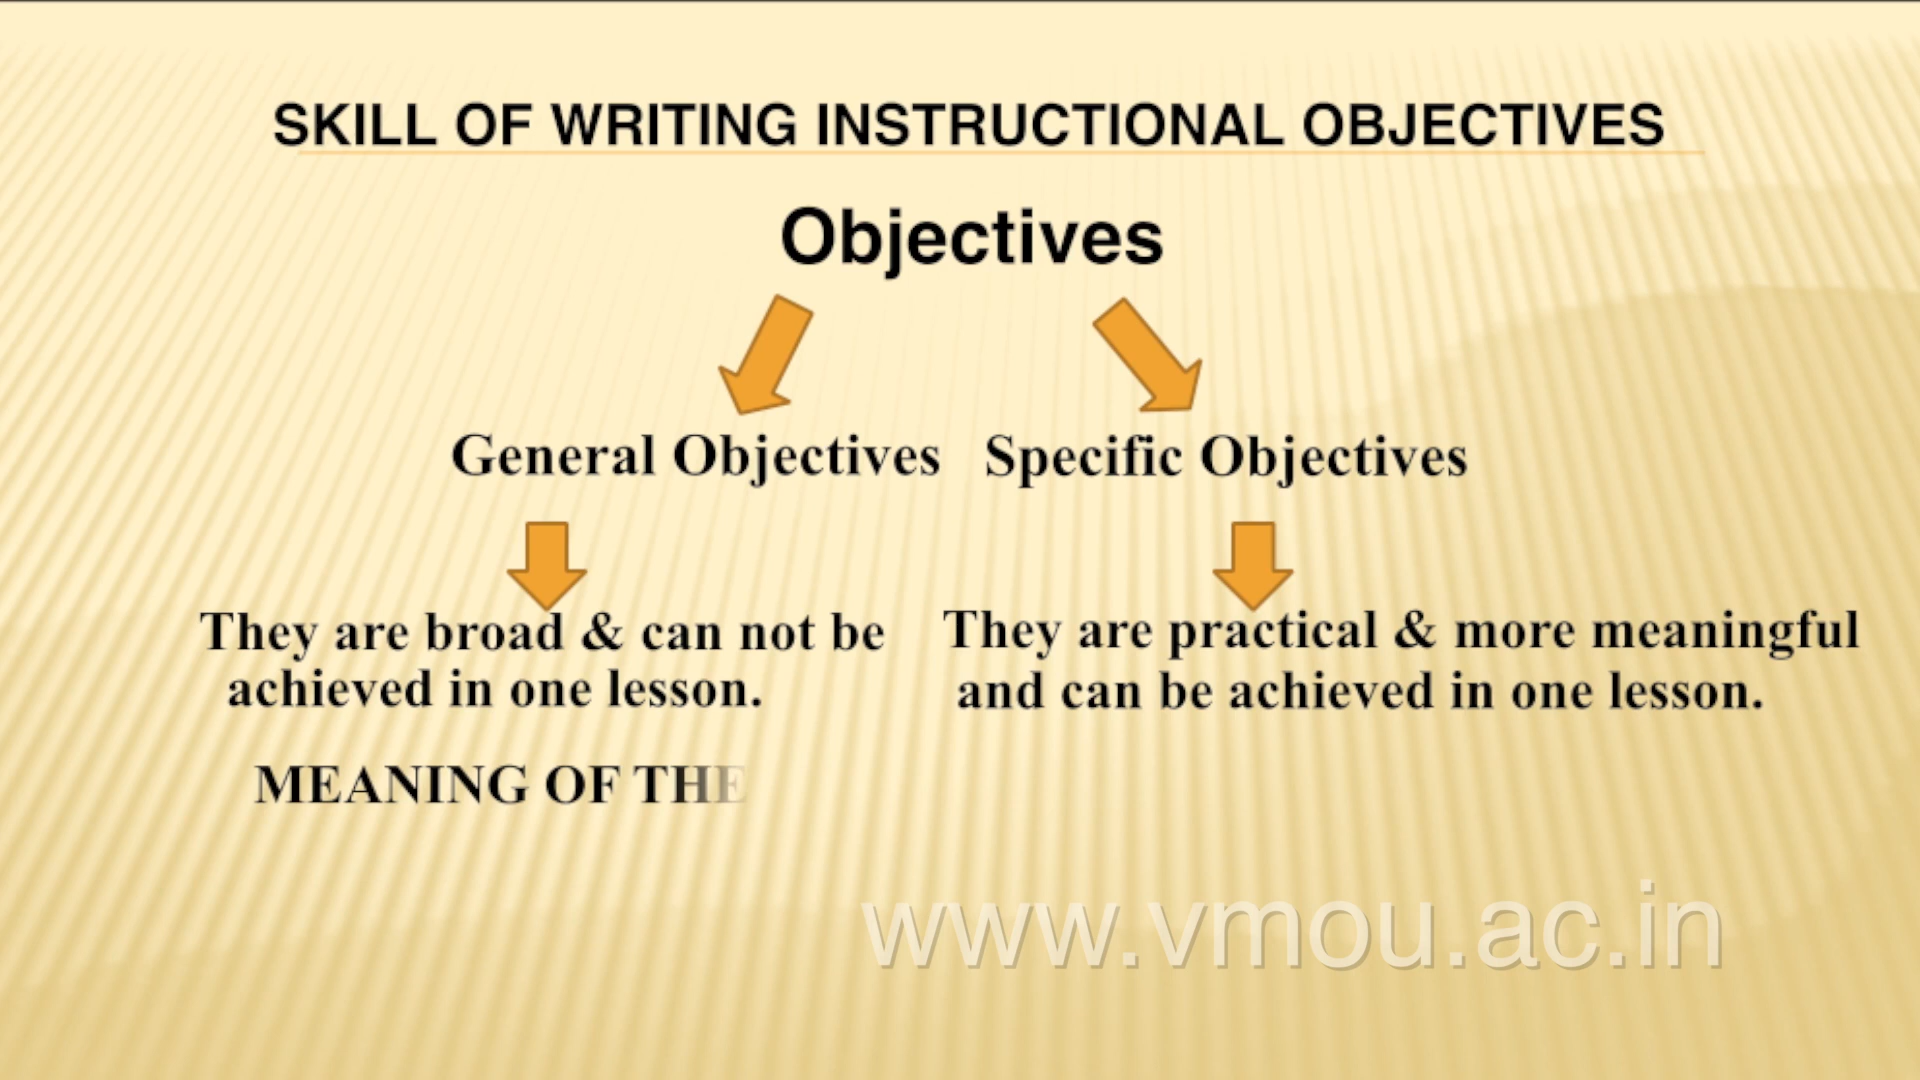 SKILL OF WRITING INSTRUCTIONAL OBJECTIVES
Objectives
General Objectives
Specific Objectives
They are broad & can not be
achieved in one lesson.
They are practical & more meaningful
and can be achieved in one lesson.
MEANING OF THE
www.vmou.ac.in